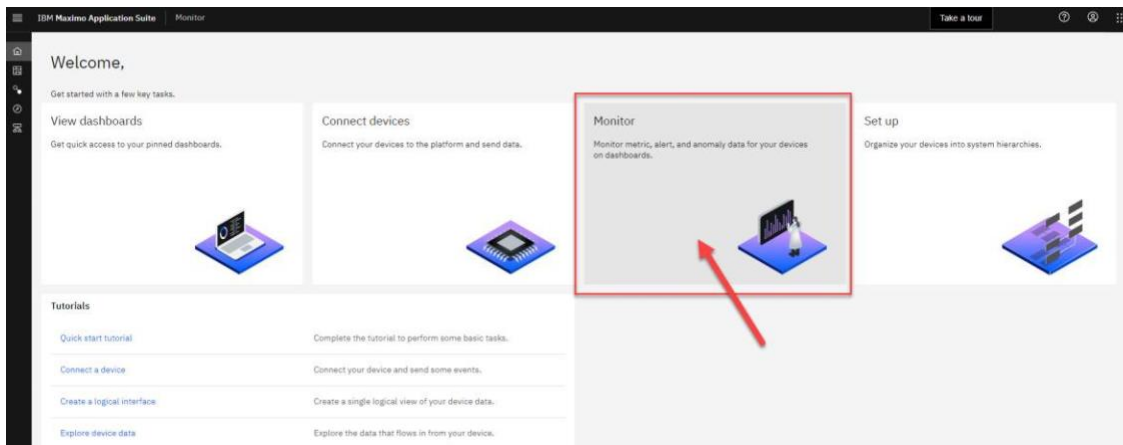 IBM Maximo Application Suite Monitor Take a tour
Welcome,
Get started with a few key tasks.
View dashboards
Get quick access to your pinned dashboards.
Connect devices
Connect your devices to the platform and send data.
Monitor
Monitor metric, alert, and anomaly data for your devices
on dashboards.
Set up
Organize your devices into system hierarchies.
Tutorials
Quick start tutorial Complete the tutorial to perform some basic tasks.
Connect a device Connect your device and send some events.
Create a logical interface Create a single logical view of your device data.
Explore device data Explore the data that flows in from your device.